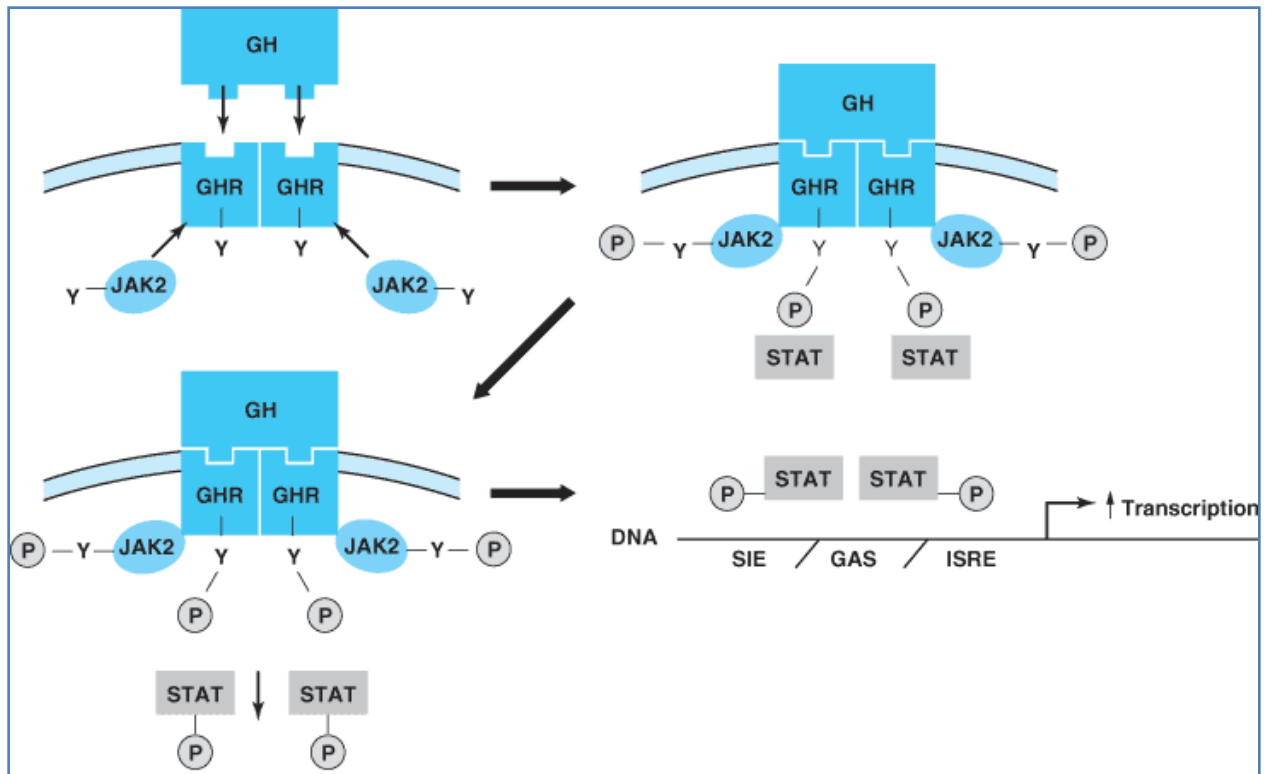 GH
GHR GHR
Y Y
Y JAK2 JAK2 Y
GH
GHR GHR
P Y JAK2 Y Y JAK2 Y P
P P
STAT STAT
GH
GHR GHR
P Y JAK2 Y Y JAK2 Y P
P P
STAT STAT
P P
P STAT STAT P
Transcription
DNA
SIE / GAS / ISRE